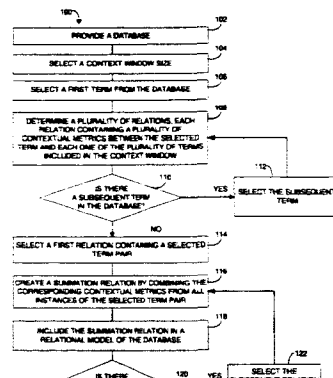 100
102
PROVIDE A DATABASE
104
SELECT A CONTEXT WINDOW SIZE
106
SELECT A FIRST TERM FROM THE DATABASE
108
DETERMINE A PLURALITY OF RELATIONS, EACH
RELATION CONTAINING A PLURALITY OF
CONTEXTUAL METRICS BETWEEN THE SELECTED
TERM AND EACH ONE OF THE PLURALITY OF TERMS
INCLUDED IN THE CONTEXT WINDOW
110
IS THERE
A SUBSEQUENT TERM
IN THE DATABASE?
YES
112
SELECT THE SUBSEQUENT
TERM
NO
114
SELECT A FIRST RELATION CONTAINING A SELECTED
TERM PAIR
116
CREATE A SUMMATION RELATION BY COMBINING THE
CORRESPONDING CONTEXTUAL METRICS FROM ALL
INSTANCES OF THE SELECTED TERM PAIR
118
INCLUDE THE SUMMATION RELATION IN A
RELATIONAL MODEL OF THE DATABASE
120
IS THERE
YES
122
SELECT THE